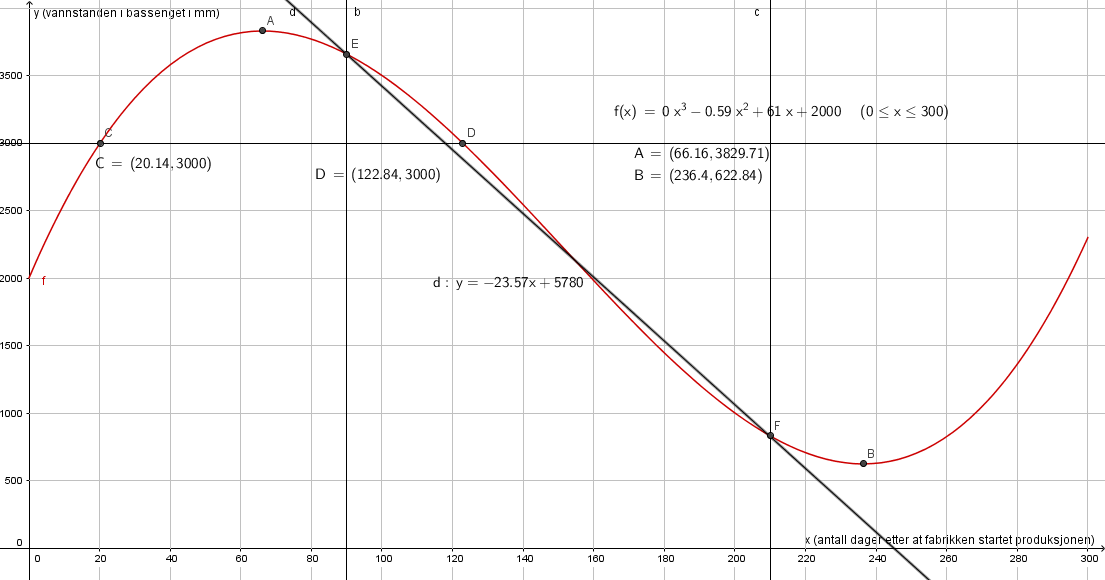 y (vannstanden i bassenget i mm)
d
b
c
A
E
3500
f(x) = 0 x³ − 0.59 x² + 61 x + 2000 (0 ≤ x ≤ 300)
C
D
3000
A = (66.16, 3829.71)
C = (20.14, 3000)
D = (122.84, 3000)
B = (236.4, 622.84)
2500
2000
f
d : y = −23.57x + 5780
1500
1000
F
B
500
x (antall dager etter at fabrikken startet produksjonen)
0
0 20 40 60 80 100 120 140 160 180 200 220 240 260 280 300